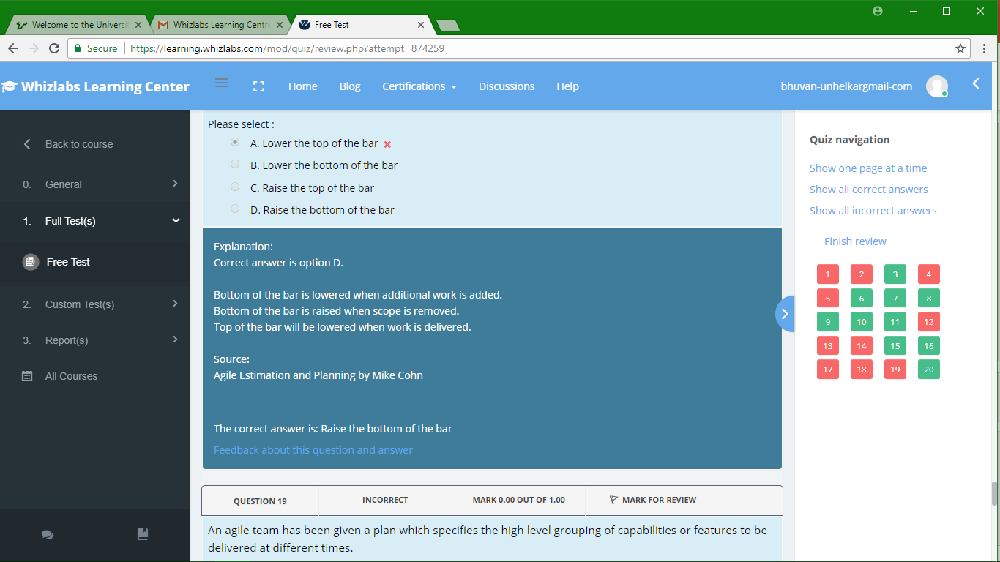 Welcome to the Universi
Whizlabs Learning Centre
Free Test
Secure
https://learning.whizlabs.com/mod/quiz/review.php?attempt=874259
Whizlabs Learning Center
Home
Blog
Certifications
Discussions
Help
bhuvan-unhelkargmail-com _
Back to course
0. General
1. Full Test(s)
Free Test
2. Custom Test(s)
3. Report(s)
All Courses
Please select :
A. Lower the top of the bar
B. Lower the bottom of the bar
C. Raise the top of the bar
D. Raise the bottom of the bar
Explanation:
Correct answer is option D.
Bottom of the bar is lowered when additional work is added.
Bottom of the bar is raised when scope is removed.
Top of the bar will be lowered when work is delivered.
Source:
Agile Estimation and Planning by Mike Cohn
The correct answer is: Raise the bottom of the bar
Feedback about this question and answer
QUESTION 19
INCORRECT
MARK 0.00 OUT OF 1.00
MARK FOR REVIEW
An agile team has been given a plan which specifies the high level grouping of capabilities or features to be
delivered at different times.
Quiz navigation
Show one page at a time
Show all correct answers
Show all incorrect answers
Finish review
1 2 3 4
5 6 7 8
9 10 11 12
13 14 15 16
17 18 19 20